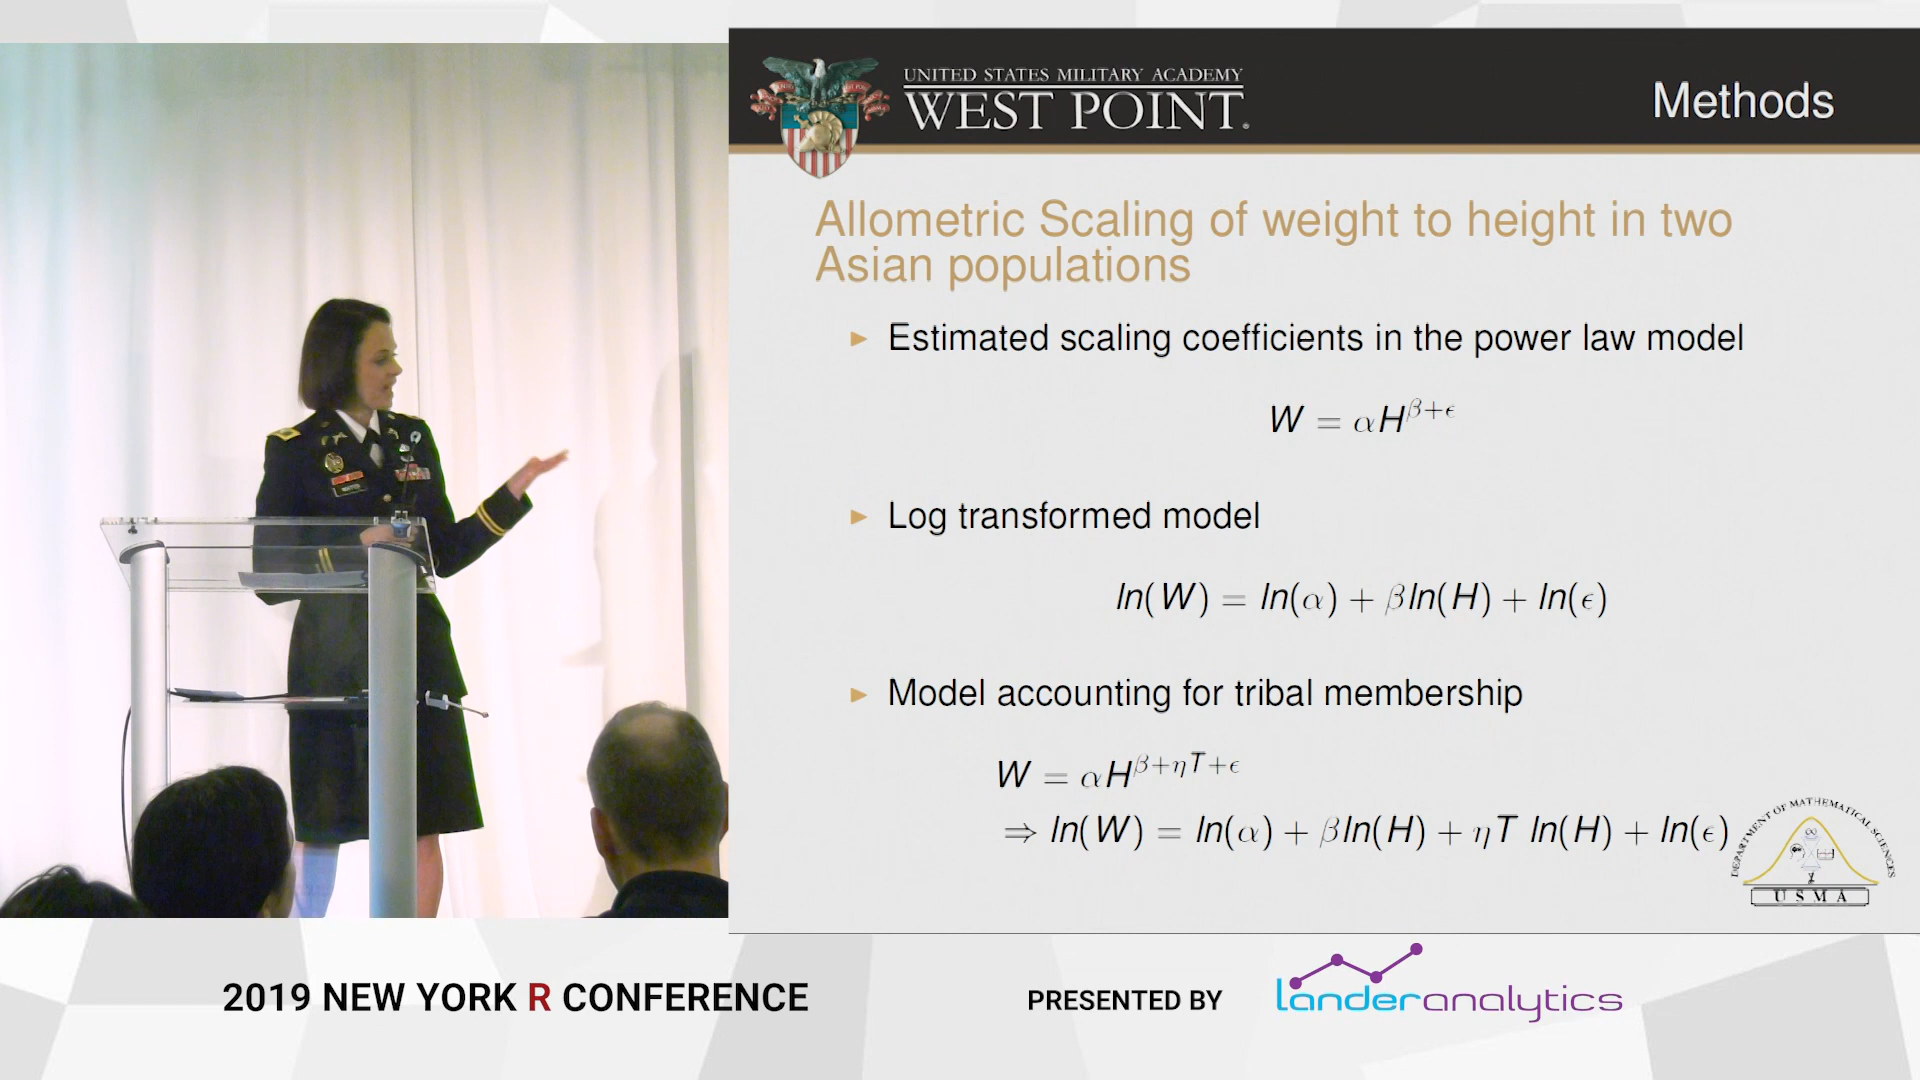 UNITED STATES MILITARY ACADEMY
WEST POINT.
Methods
Allometric Scaling of weight to height in two
Asian populations
Estimated scaling coefficients in the power law model
W = αH^{β+ϵ}
Log transformed model
ln(W) = ln(α) + βln(H) + ln(ϵ)
Model accounting for tribal membership
W = αH^{β+ηT+ϵ}
⇒ ln(W) = ln(α) + βln(H) + ηT ln(H) + ln(ϵ)
DEPARTMENT OF MATHEMATICAL SCIENCES
USMA
2019 NEW YORK R CONFERENCE
PRESENTED BY
landeranalytics